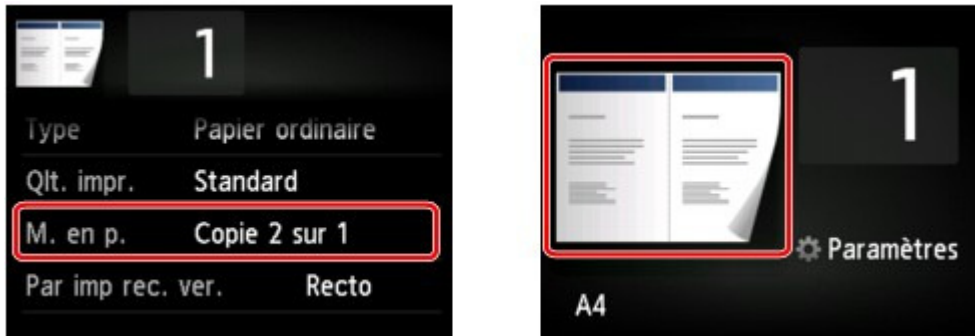 1
Type Papier ordinaire
Qlt. impr. Standard
M. en p. Copie 2 sur 1
Par imp rec. ver. Recto
1
Paramètres
A4